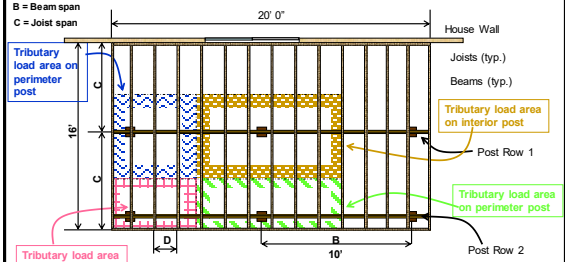 B = Beam span
C = Joist span
20' 0"
House Wall
Joists (typ.)
Beams (typ.)
Tributary
load area on
perimeter
post
C
16'
C
Tributary load area
on interior post
Post Row 1
Tributary load area
on perimeter post
Post Row 2
D
B
10'
Tributary load area